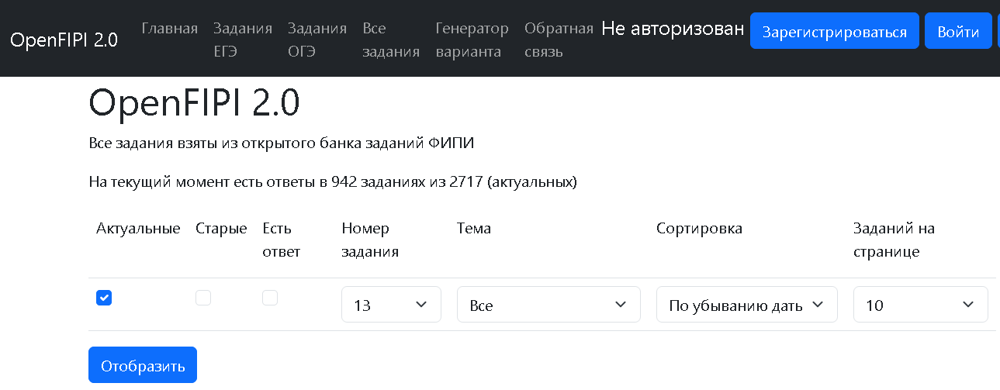 OpenFIPI 2.0 Главная Задания ЕГЭ Задания ОГЭ Все задания Генератор варианта Обратная связь Не авторизован Зарегистрироваться Войти
OpenFIPI 2.0
Все задания взяты из открытого банка заданий ФИПИ
На текущий момент есть ответы в 942 заданиях из 2717 (актуальных)
Актуальные Старые Есть ответ Номер задания Тема Сортировка Заданий на странице
13 Все По убыванию дать 10
Отобразить